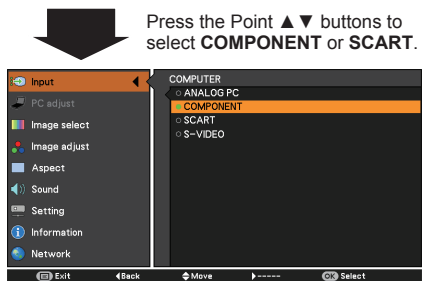 Press the Point ▲▼ buttons to
select COMPONENT or SCART.
Input
PC adjust
Image select
Image adjust
Aspect
Sound
Setting
Information
Network
COMPUTER
ANALOG PC
COMPONENT
SCART
S-VIDEO
Exit ◀Back ◆Move ▶----- OK Select